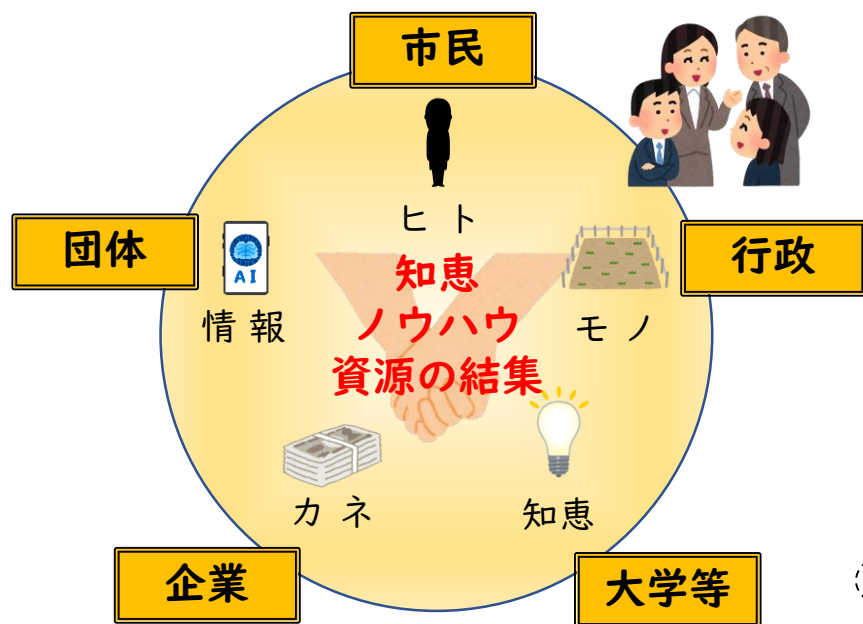 市民
ヒト
団体
AI
情報
知恵
ノウハウ
資源の結集
行政
モノ
カネ
知恵
企業
大学等